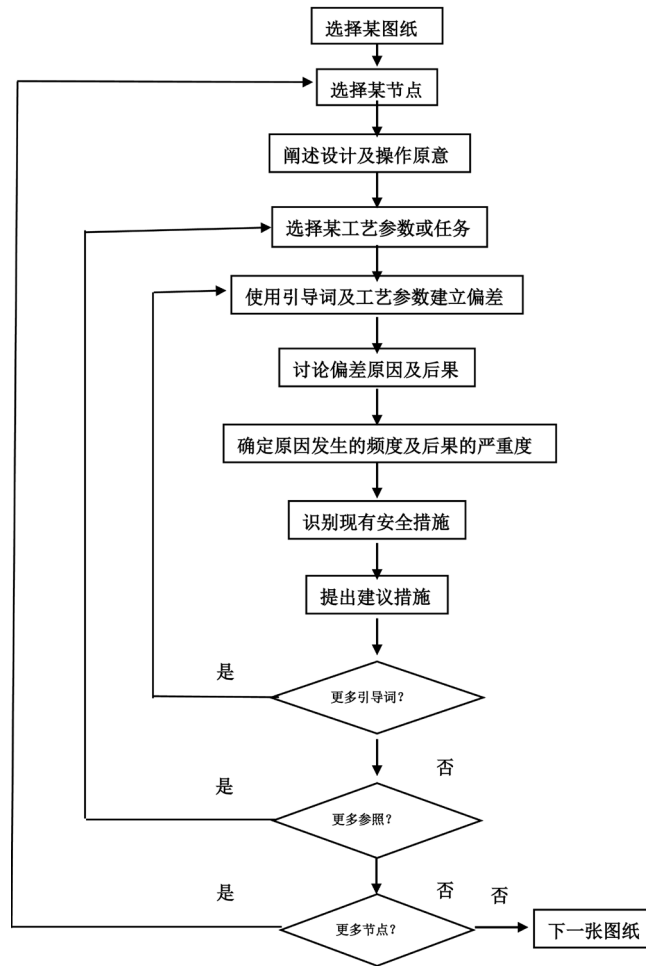 选择某图纸
选择某节点
阐述设计及操作原意
选择某工艺参数或任务
使用引导词及工艺参数建立偏差
讨论偏差原因及后果
确定原因发生的频度及后果的严重度
识别现有安全措施
提出建议措施
是
更多引导词？
否
是
更多参照？
是
否
否
更多节点？
下一张图纸